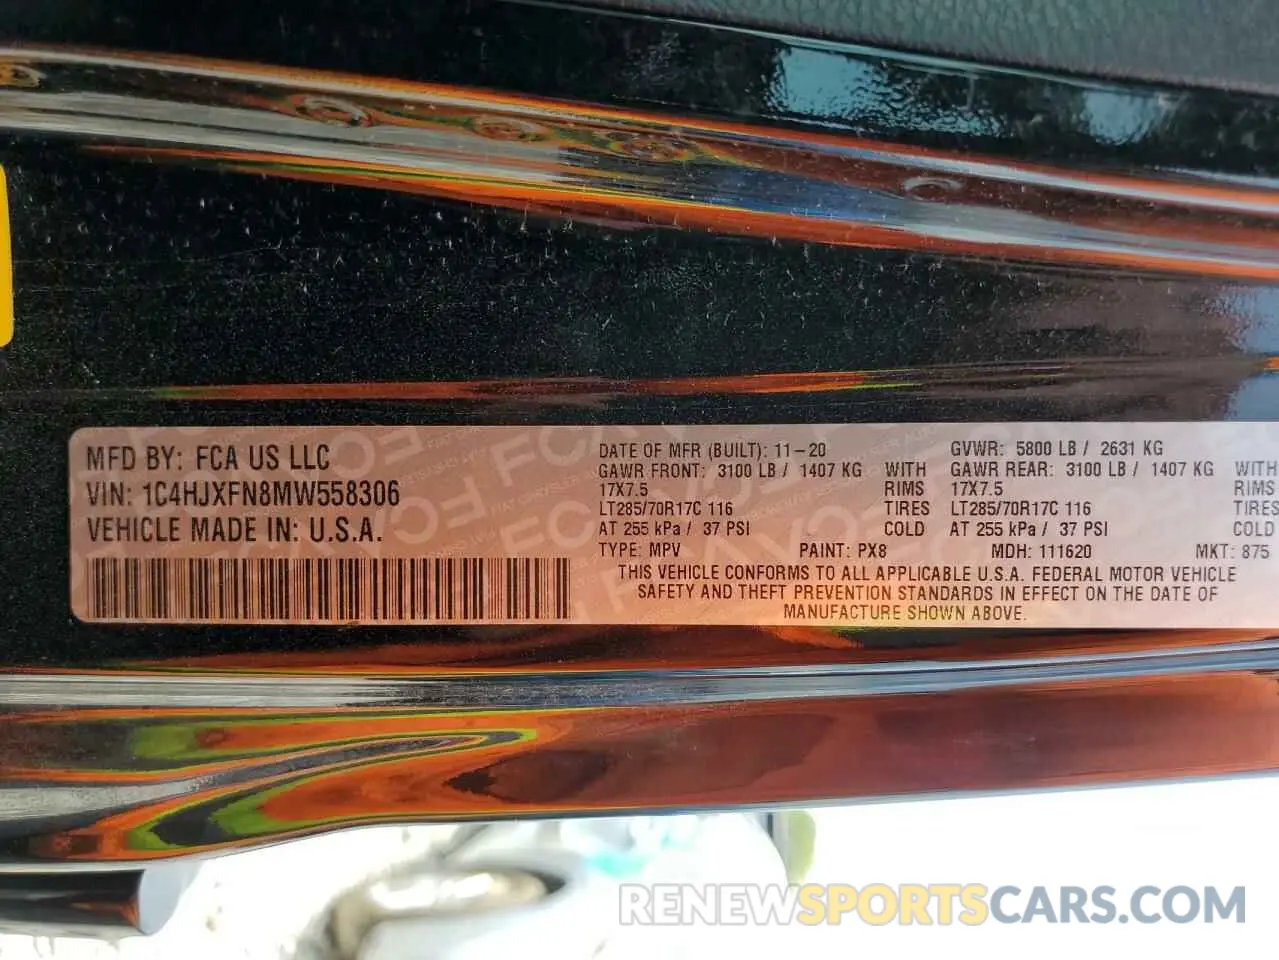 MFD BY: FCA US LLC
VIN: 1C4HJXFN8MW558306
VEHICLE MADE IN: U.S.A.
DATE OF MFR (BUILT): 11-20 GVWR: 5800 LB / 2631 KG
GAWR FRONT: 3100 LB / 1407 KG WITH GAWR REAR: 3100 LB / 1407 KG WITH
17X7.5 RIMS 17X7.5 RIMS
LT285/70R17C 116 TIRES LT285/70R17C 116 TIRES
AT 255 kPa / 37 PSI COLD AT 255 kPa / 37 PSI COLD
TYPE: MPV PAINT: PX8 MDH: 111620 MKT: 875
THIS VEHICLE CONFORMS TO ALL APPLICABLE U.S.A. FEDERAL MOTOR VEHICLE
SAFETY AND THEFT PREVENTION STANDARDS IN EFFECT ON THE DATE OF
MANUFACTURE SHOWN ABOVE.
RENEWSPORTSCARS.COM